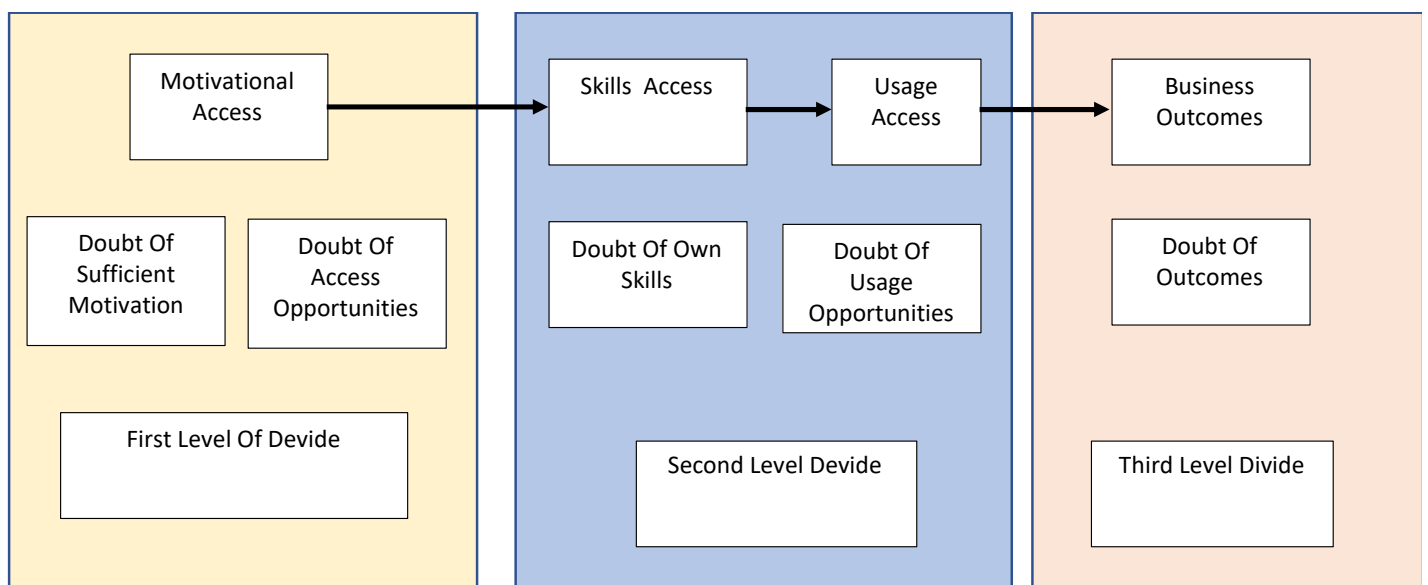 Motivational
Access
Skills  Access
Usage
Access
Business
Outcomes
Doubt Of
Sufficient
Motivation
Doubt Of
Access
Opportunities
Doubt Of Own
Skills
Doubt Of
Usage
Opportunities
Doubt Of
Outcomes
First Level Of Devide
Second Level Devide
Third Level Divide